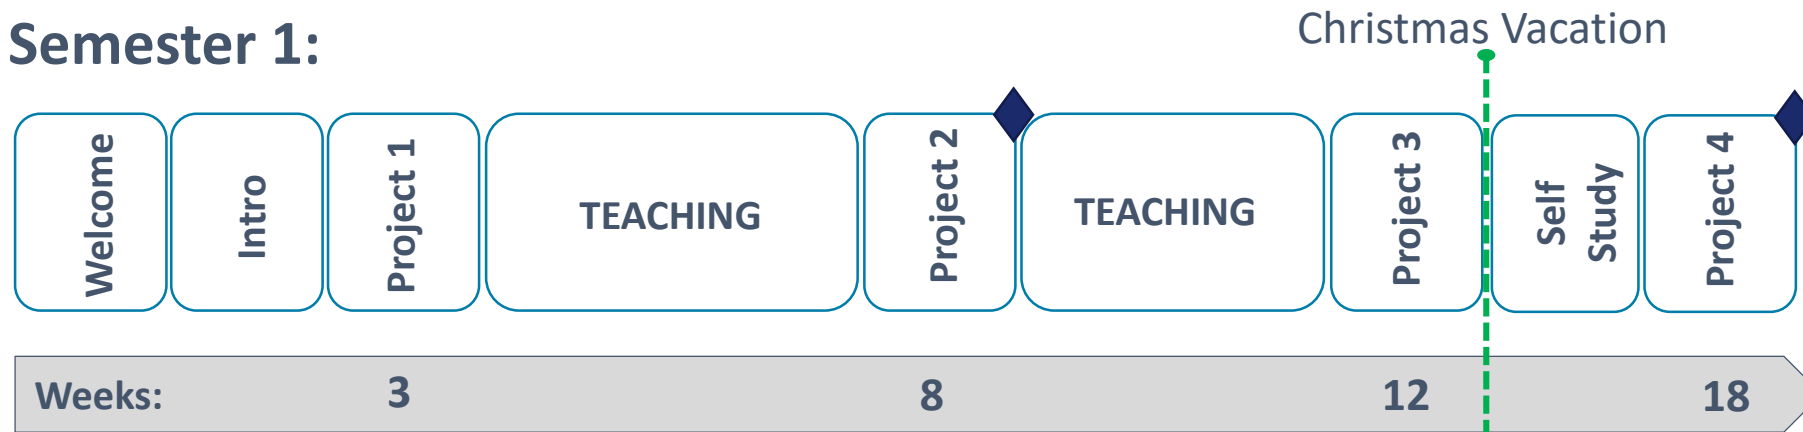 Christmas Vacation
Semester 1:
Welcome
Intro
Project 1
TEACHING
Project 2
TEACHING
Project 3
Self
Study
Project 4
Weeks:
3
8
12
18